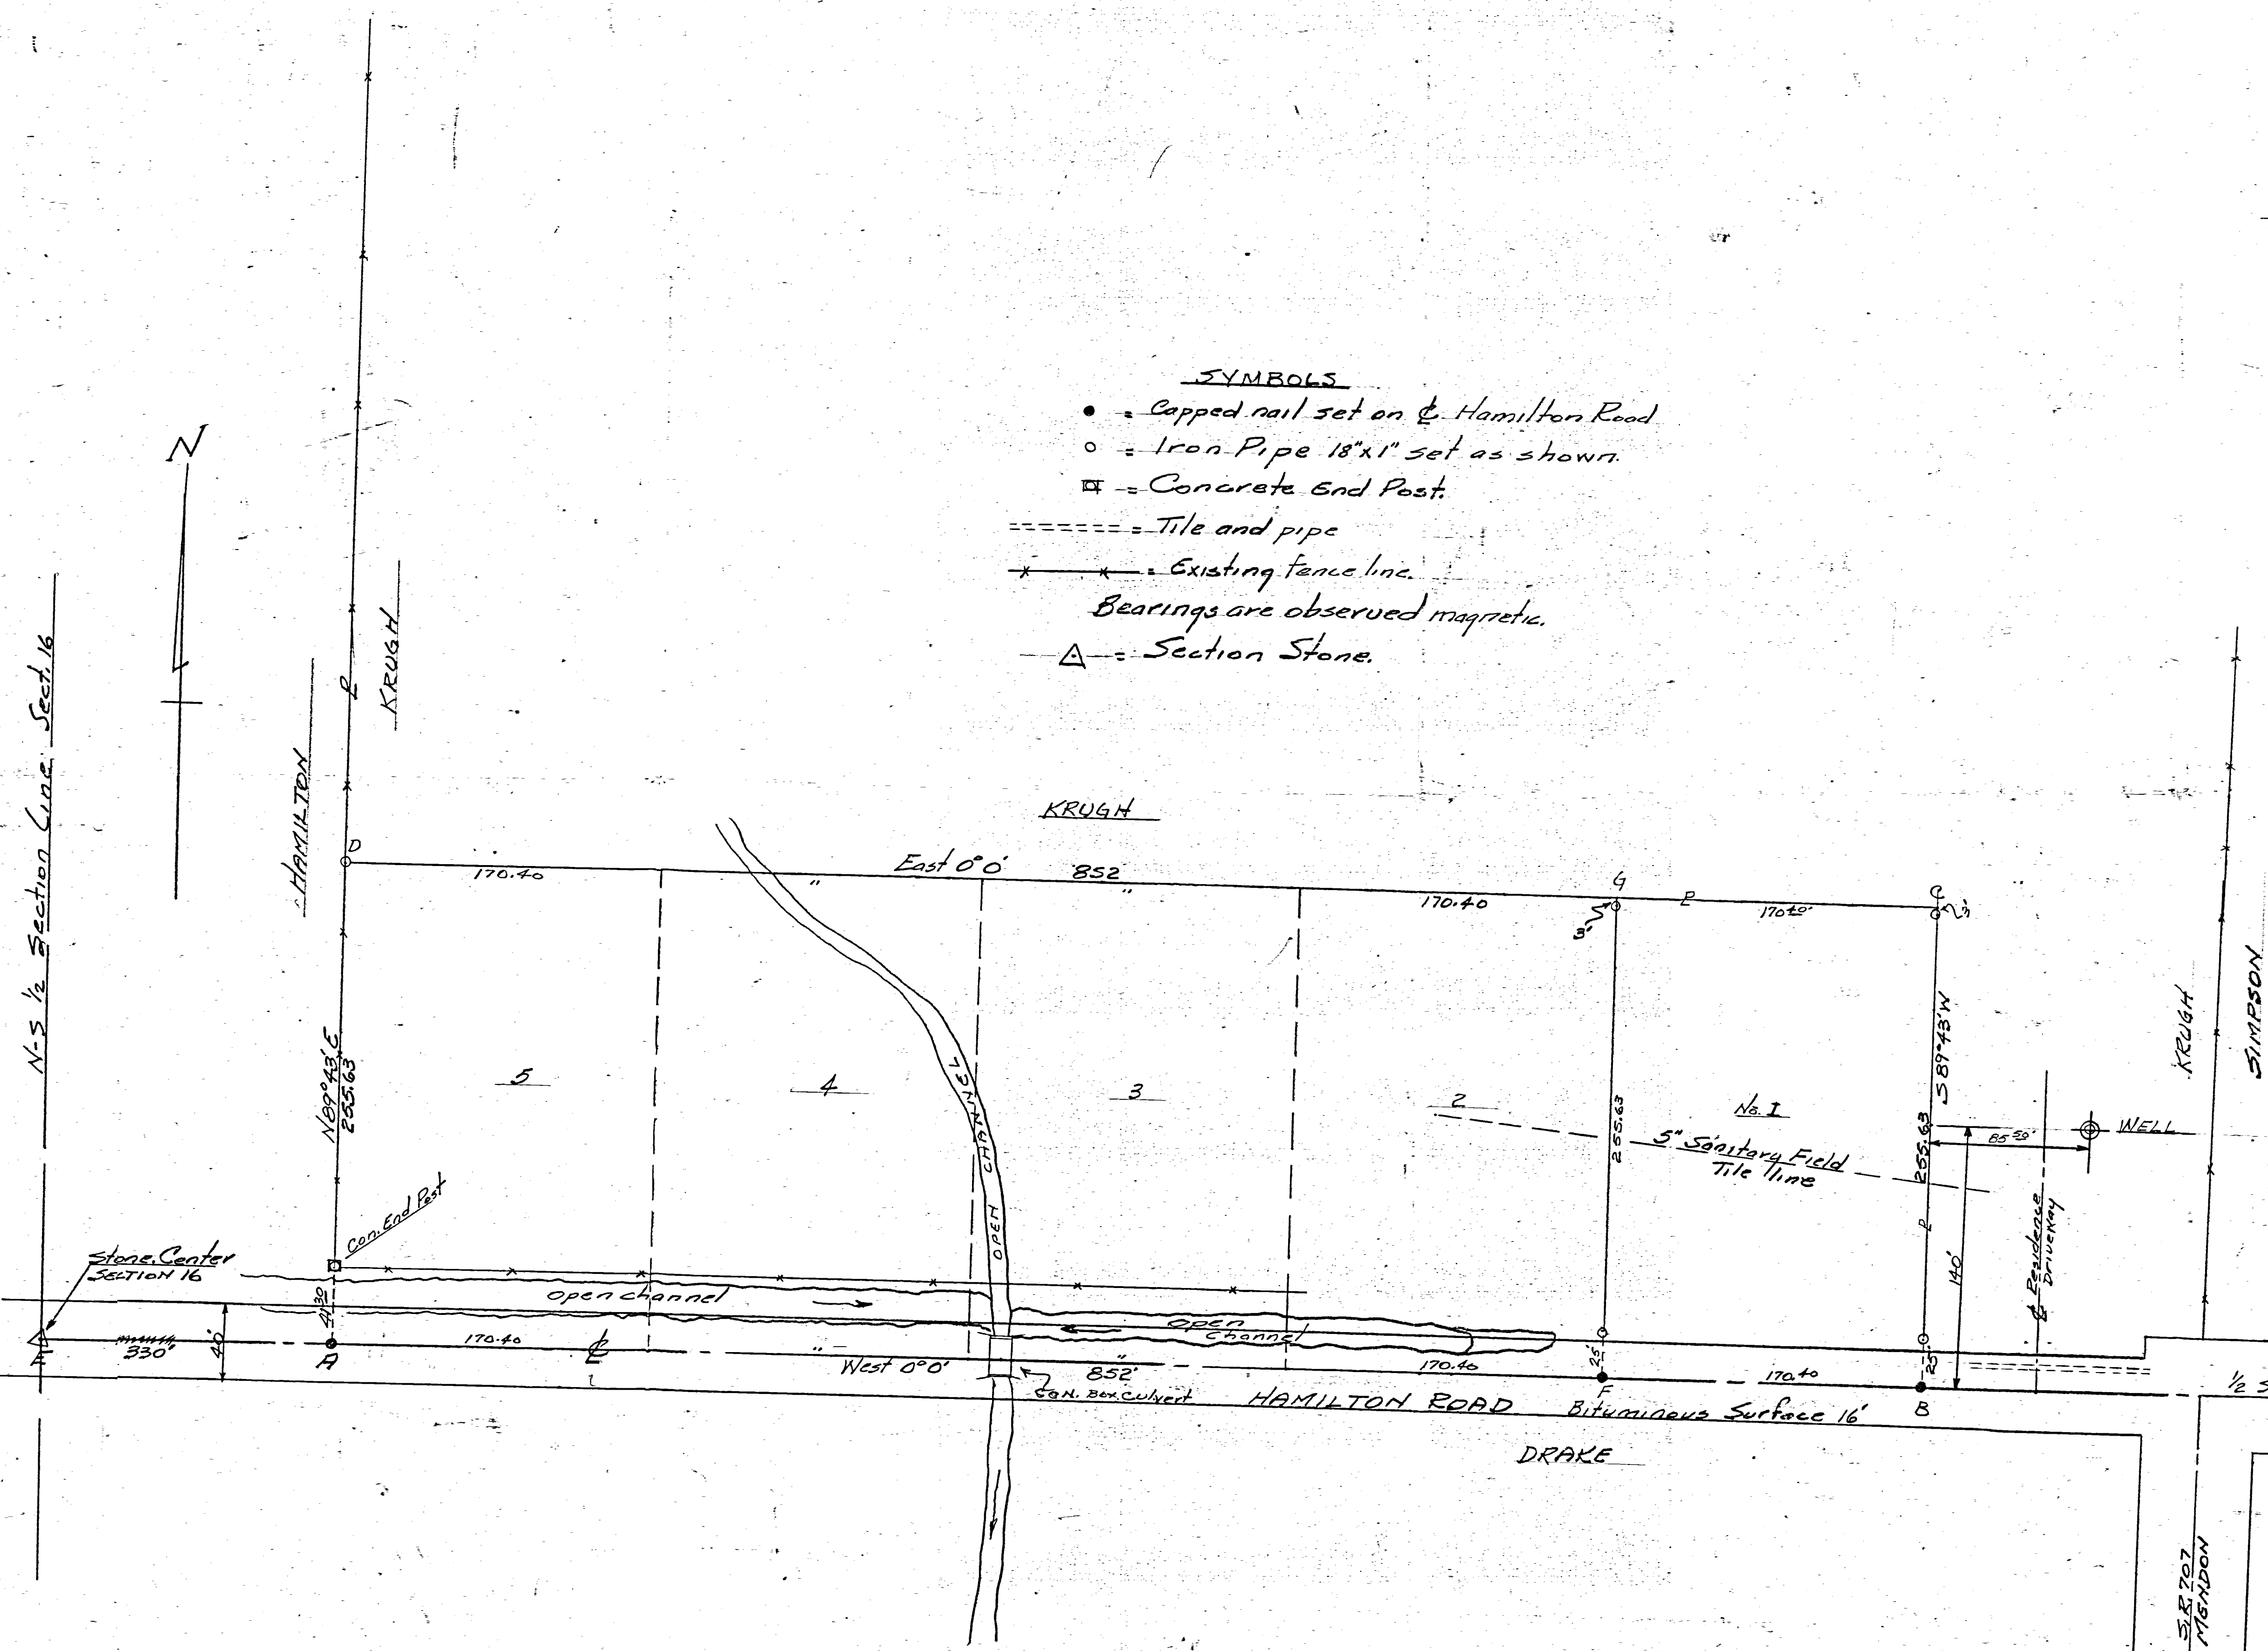 SYMBOLS
● = Capped nail set on ℄ Hamilton Road
○ = Iron Pipe 18"x1" set as shown.
= Concrete End Post.
======== Tile and pipe
x x = Existing fence line.
Bearings are observed magnetic.
△ = Section Stone.
N
N-S 1/2 Section Line Sect. 16
HAMILTON
KRUGH
P
KRUGH
D
170.40
"
East 0°0'
852
"
170.40
G
P
170.40'
C
3'
3'
N89°43'E
255.63
5
4
3
2
No. I
5" Sanitary Field
Tile line
255.63
S89°43'W
255.63
P
85.50'
WELL
140'
℄ Residence
Driveway
KRUGH
SIMPSON
OPEN CHANNEL
Con. End Post
Stone, Center
SECTION 16
41.30
40'
open channel
open
channel
E
330'
A
170.40
℄
"
West 0°0'
"
852'
170.40
25'
F
170.40
25'
B
1/2 S
Con. Box Culvert
HAMILTON ROAD
Bituminous Surface 16'
DRAKE
S.R. 707
MENDON